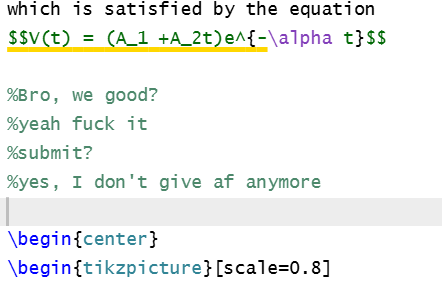 which is satisfied by the equation
$$V(t) = (A_1 +A_2t)e^{-\alpha t}$$
%Bro, we good?
%yeah fuck it
%submit?
%yes, I don't give af anymore
\begin{center}
\begin{tikzpicture}[scale=0.8]